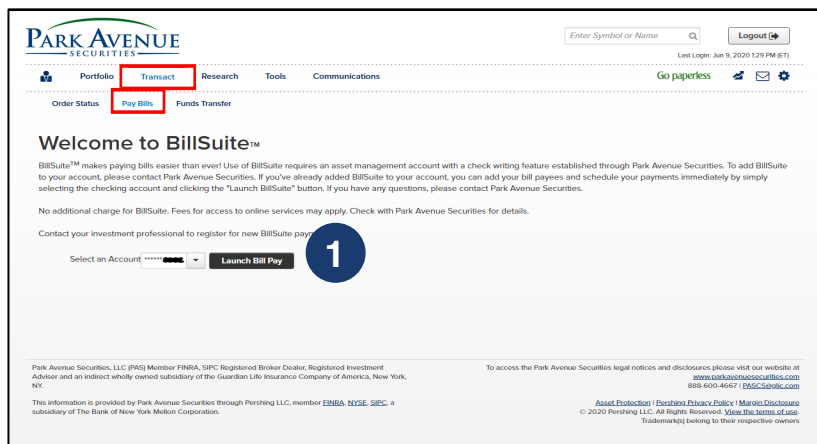 PARK AVENUE
SECURITIES
Enter Symbol or Name
Logout
Last Login: Jun 9, 2020 1:29 PM (ET)
Portfolio Transact Research Tools Communications
Go paperless
Order Status Pay Bills Funds Transfer
Welcome to BillSuite™
BillSuite™ makes paying bills easier than ever! Use of BillSuite requires an asset management account with a check writing feature established through Park Avenue Securities. To add BillSuite
to your account, please contact Park Avenue Securities. If you've already added BillSuite to your account, you can add your bill payees and schedule your payments immediately by simply
selecting the checking account and clicking the "Launch BillSuite" button. If you have any questions, please contact Park Avenue Securities.
No additional charge for BillSuite. Fees for access to online services may apply. Check with Park Avenue Securities for details.
Contact your investment professional to register for new BillSuite
1
Select an Account ****** Launch Bill Pay
Park Avenue Securities, LLC (PAS) Member FINRA, SIPC Registered Broker Dealer, Registered Investment
Adviser and an indirect wholly owned subsidiary of the Guardian Life Insurance Company of America, New York,
NY.
This information is provided by Park Avenue Securities through Pershing LLC, member FINRA, NYSE, SIPC, a
subsidiary of The Bank of New York Mellon Corporation.
To access the Park Avenue Securities legal notices and disclosures please visit our website at
www.parkavenuesecurities.com
888-600-4667 | PASCS@glic.com
Asset Protection | Pershing Privacy Policy | Margin Disclosure
© 2020 Pershing LLC. All Rights Reserved. View the terms of use.
Trademark(s) belong to their respective owners